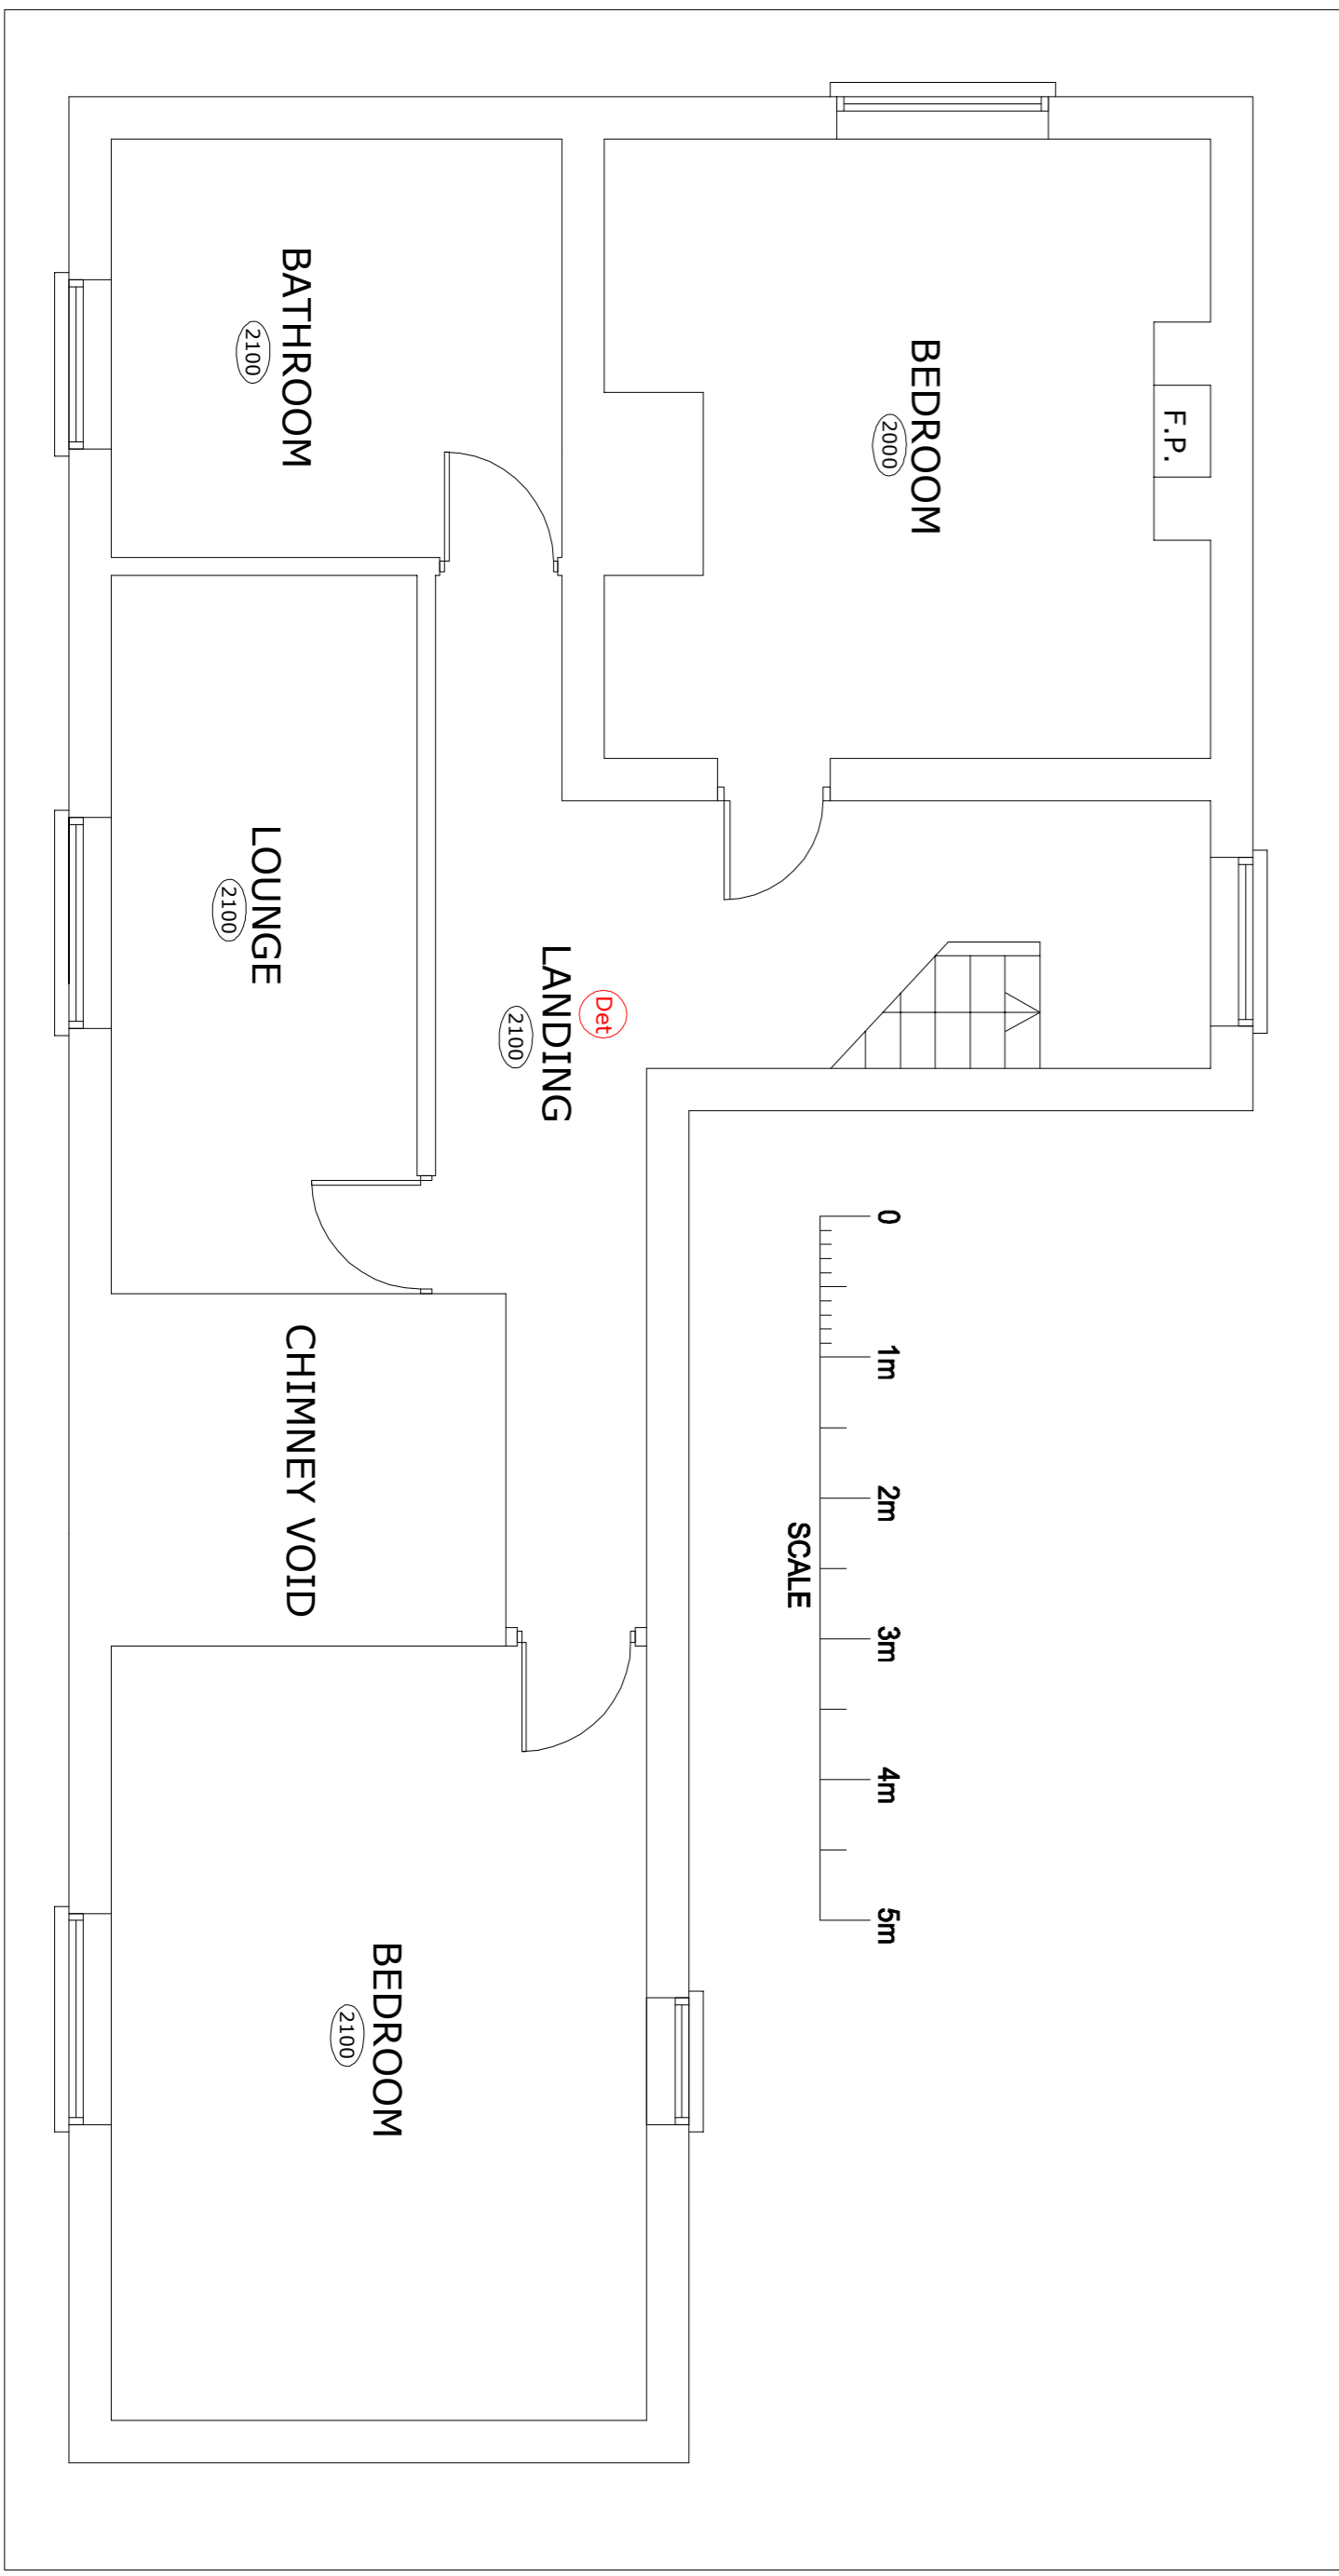 F.P.
BEDROOM
2000
BATHROOM
2100
Det
LANDING
2100
LOUNGE
2100
CHIMNEY VOID
BEDROOM
2100
0 1m 2m 3m 4m 5m
SCALE